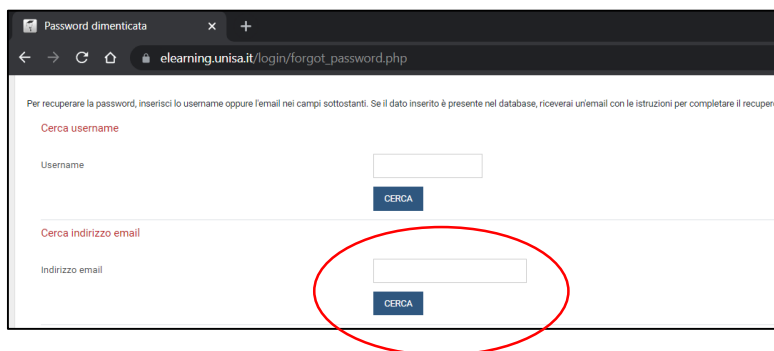 Password dimenticata
elearning.unisa.it/login/forgot_password.php
Per recuperare la password, inserisci lo username oppure l'email nei campi sottostanti. Se il dato inserito è presente nel database, riceverai un'email con le istruzioni per completare il recuper
Cerca username
Username
CERCA
Cerca indirizzo email
Indirizzo email
CERCA